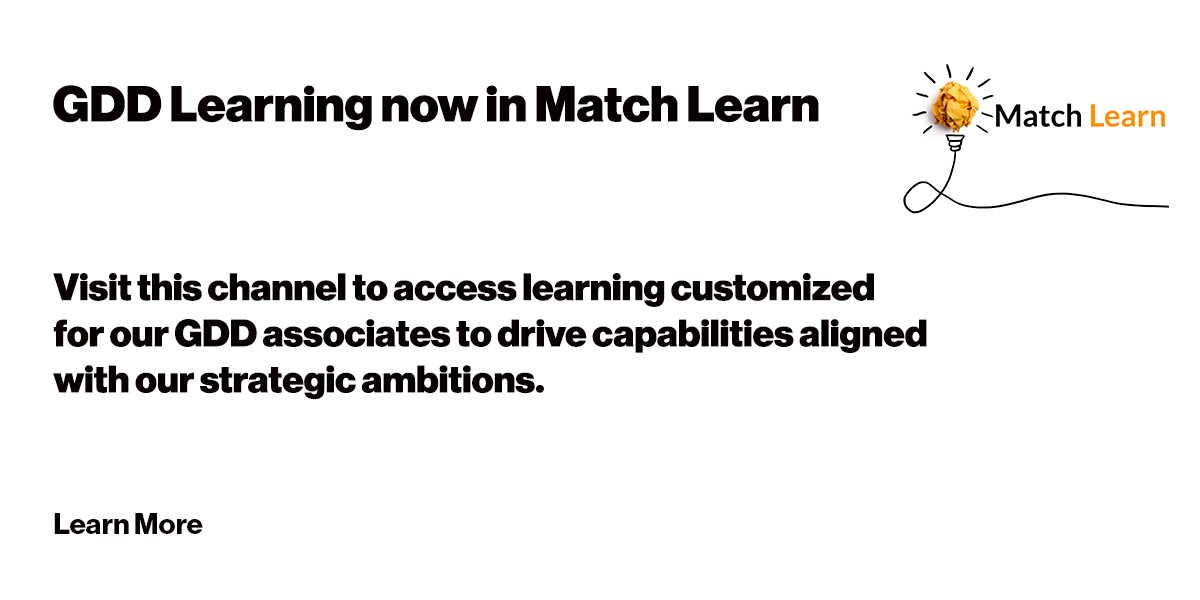 GDD Learning now in Match Learn
Match Learn
Visit this channel to access learning customized
for our GDD associates to drive capabilities aligned
with our strategic ambitions.
Learn More